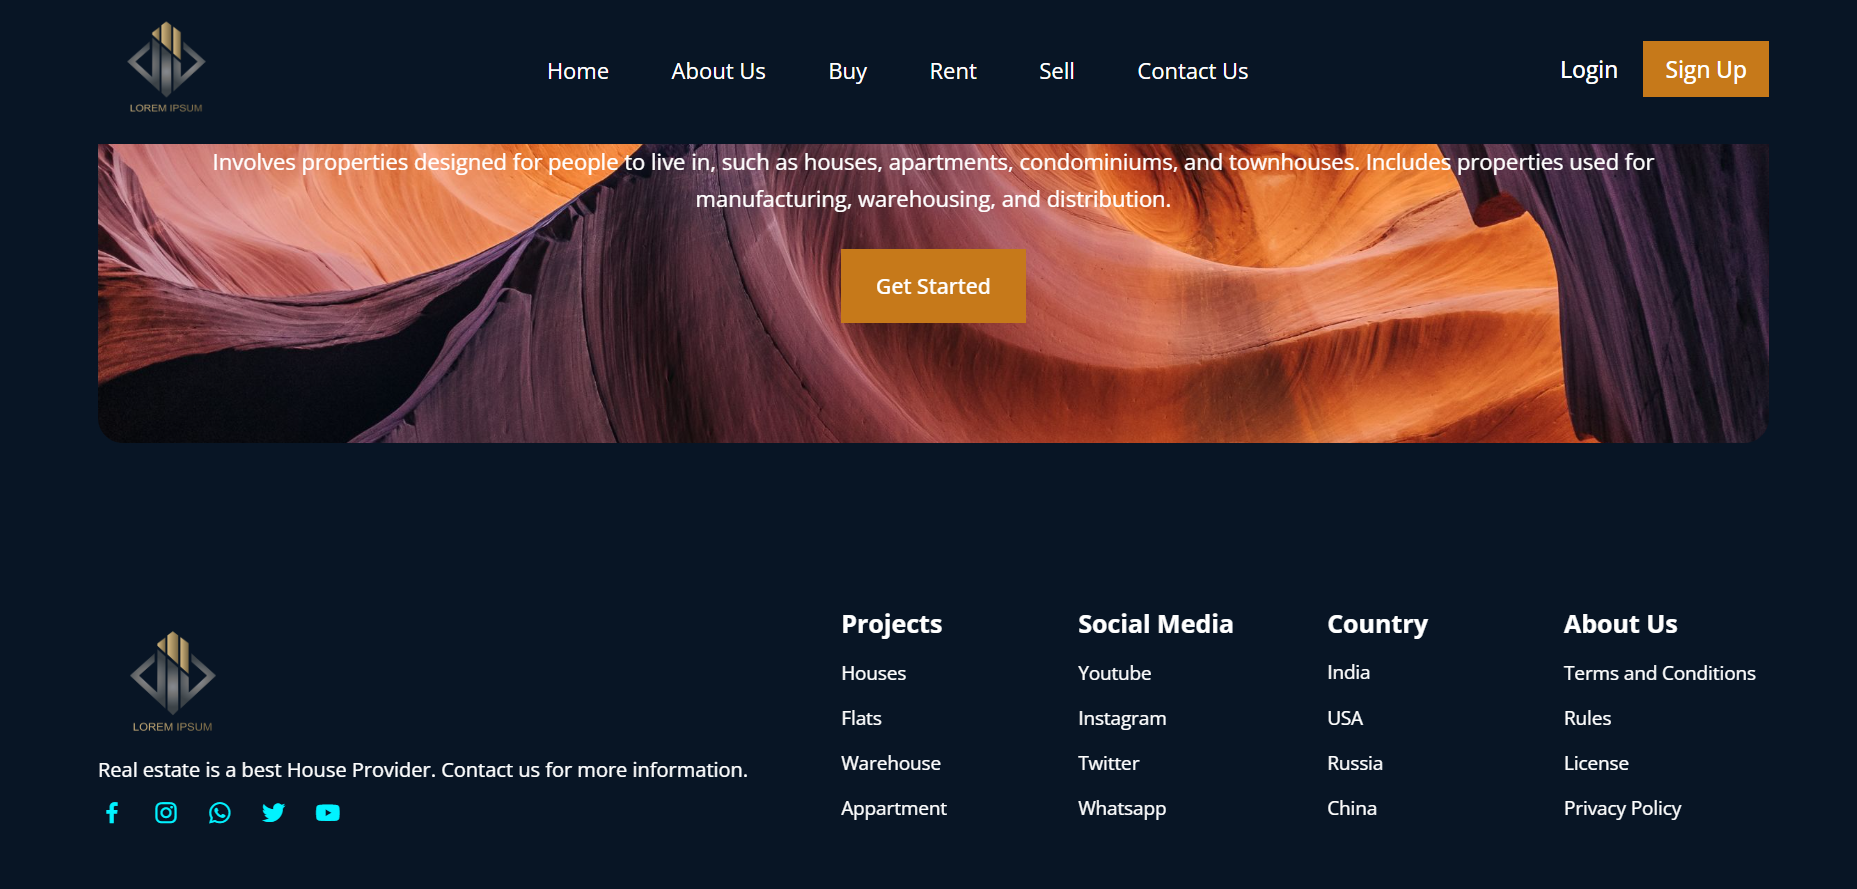 LOREM IPSUM
Home About Us Buy Rent Sell Contact Us
Login Sign Up
Involves properties designed for people to live in, such as houses, apartments, condominiums, and townhouses. Includes properties used for
manufacturing, warehousing, and distribution.
Get Started
LOREM IPSUM
Real estate is a best House Provider. Contact us for more information.
Projects
Houses
Flats
Warehouse
Appartment
Social Media
Youtube
Instagram
Twitter
Whatsapp
Country
India
USA
Russia
China
About Us
Terms and Conditions
Rules
License
Privacy Policy